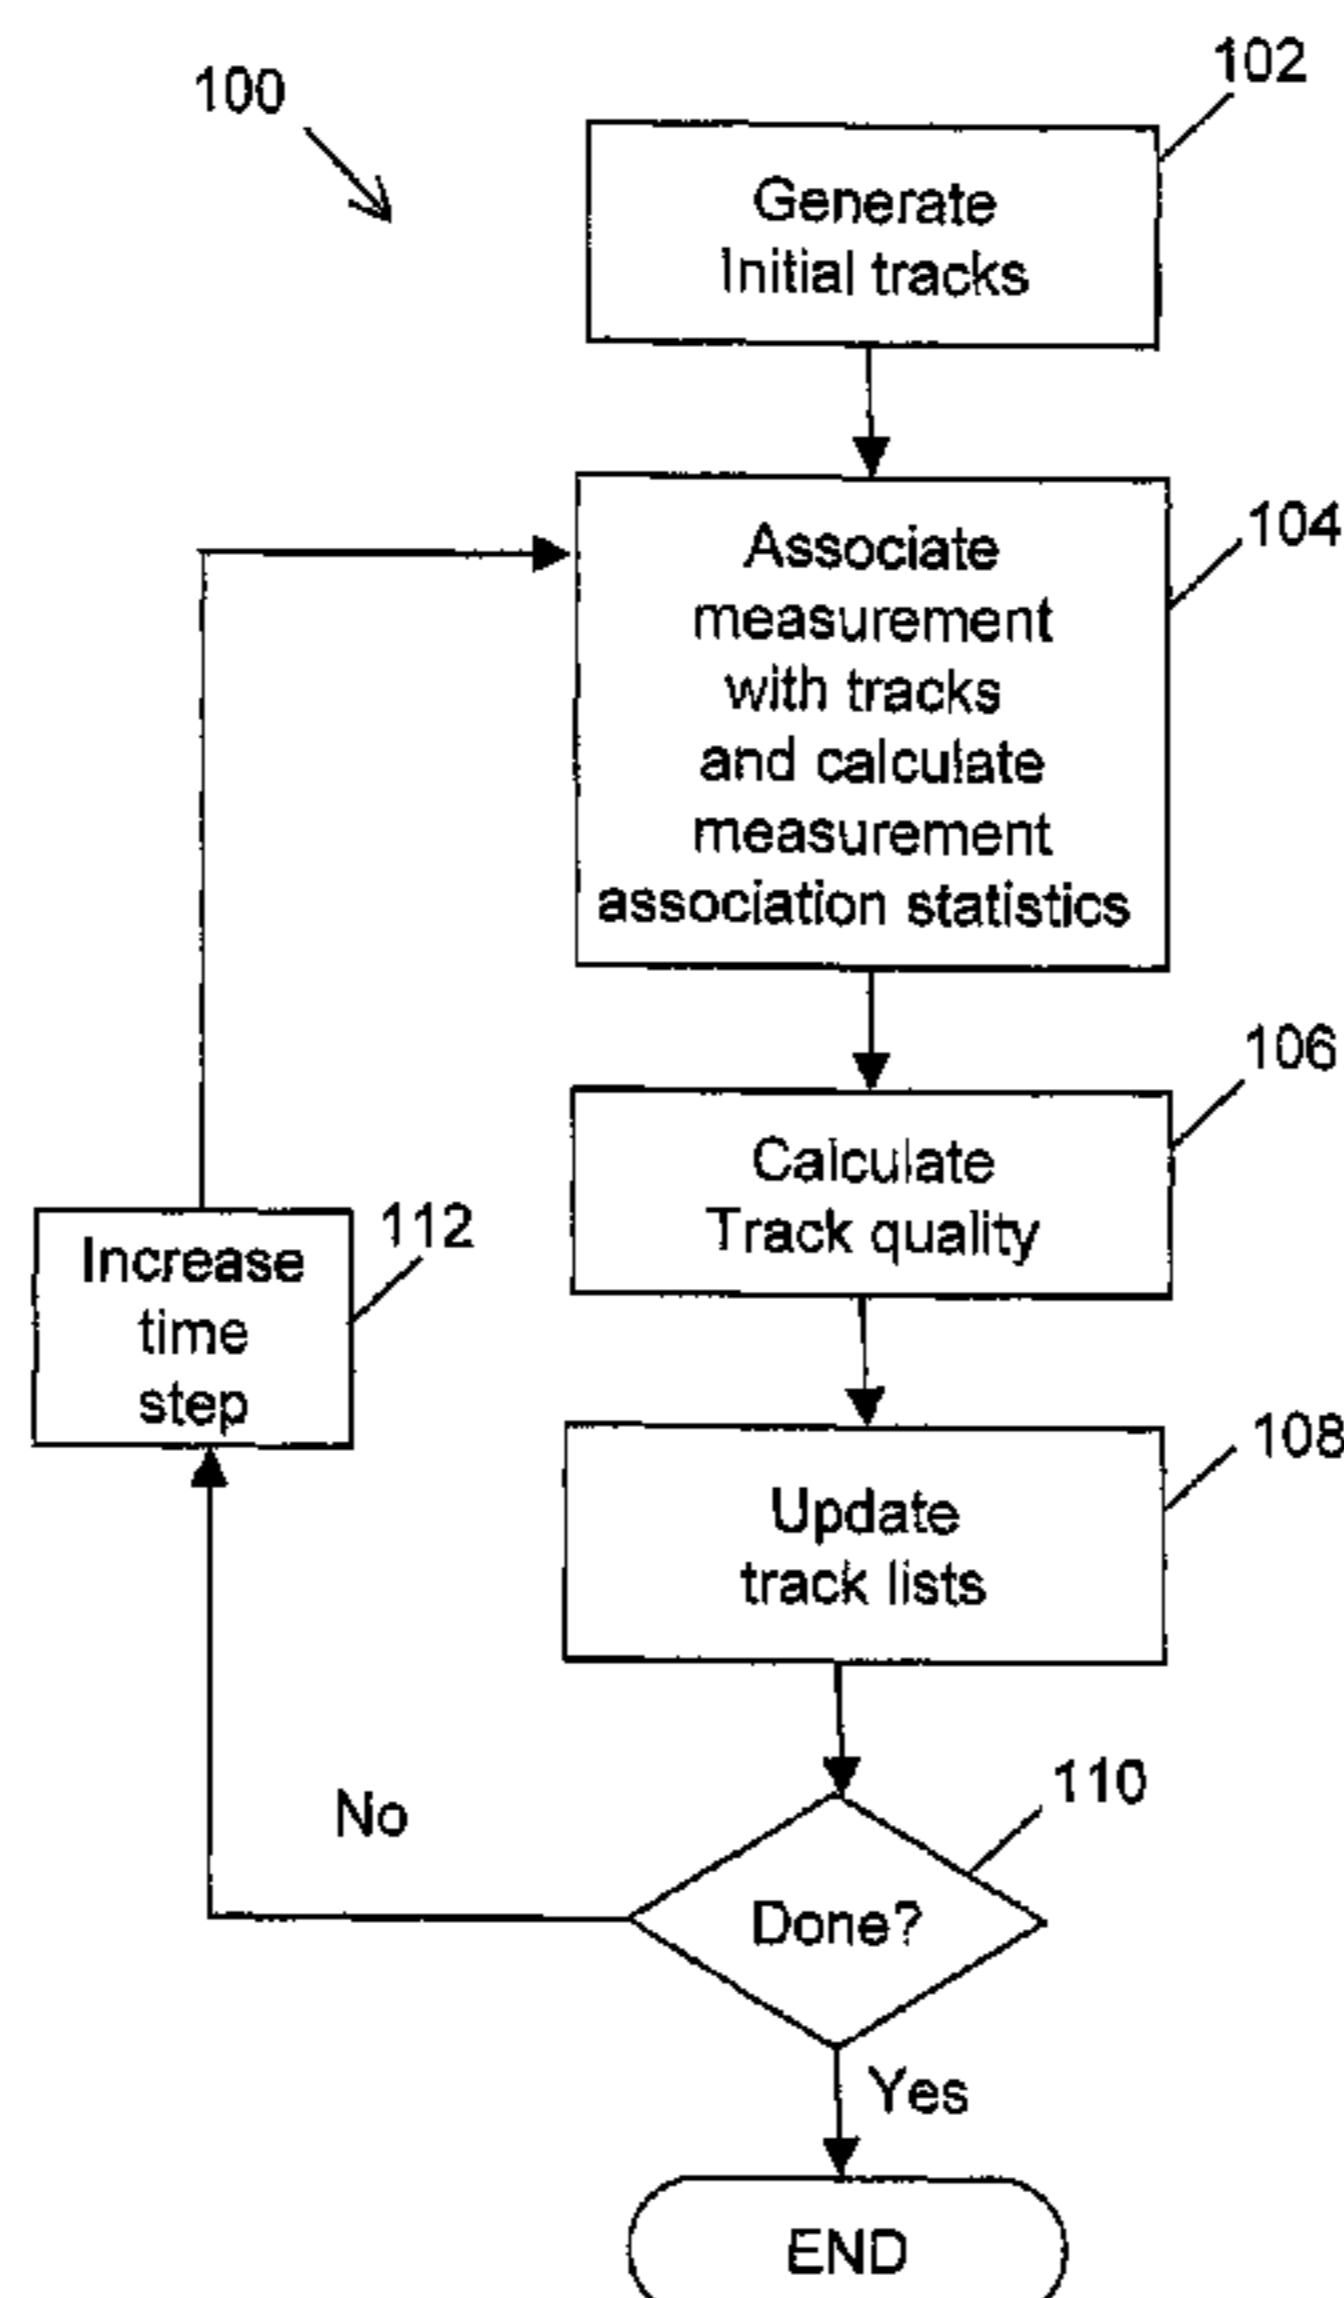 100
102
Generate
Initial tracks
104
Associate
measurement
with tracks
and calculate
measurement
association statistics
106
Calculate
Track quality
112
Increase
time
step
108
Update
track lists
110
No
Done?
Yes
END